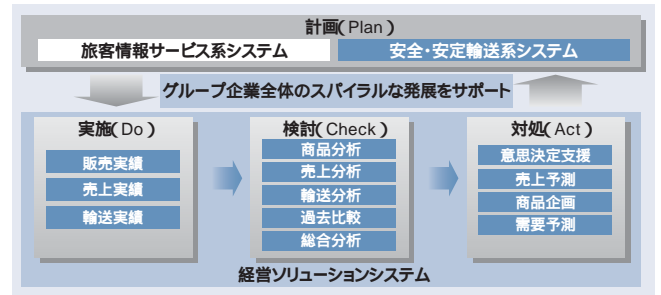 計画(Plan)
旅客情報サービス系システム
安全・安定輸送系システム
グループ企業全体のスパイラルな発展をサポート
実施(Do)
販売実績
売上実績
輸送実績
検討(Check)
商品分析
売上分析
輸送分析
過去比較
総合分析
対処(Act)
意思決定支援
売上予測
商品企画
需要予測
経営ソリューションシステム